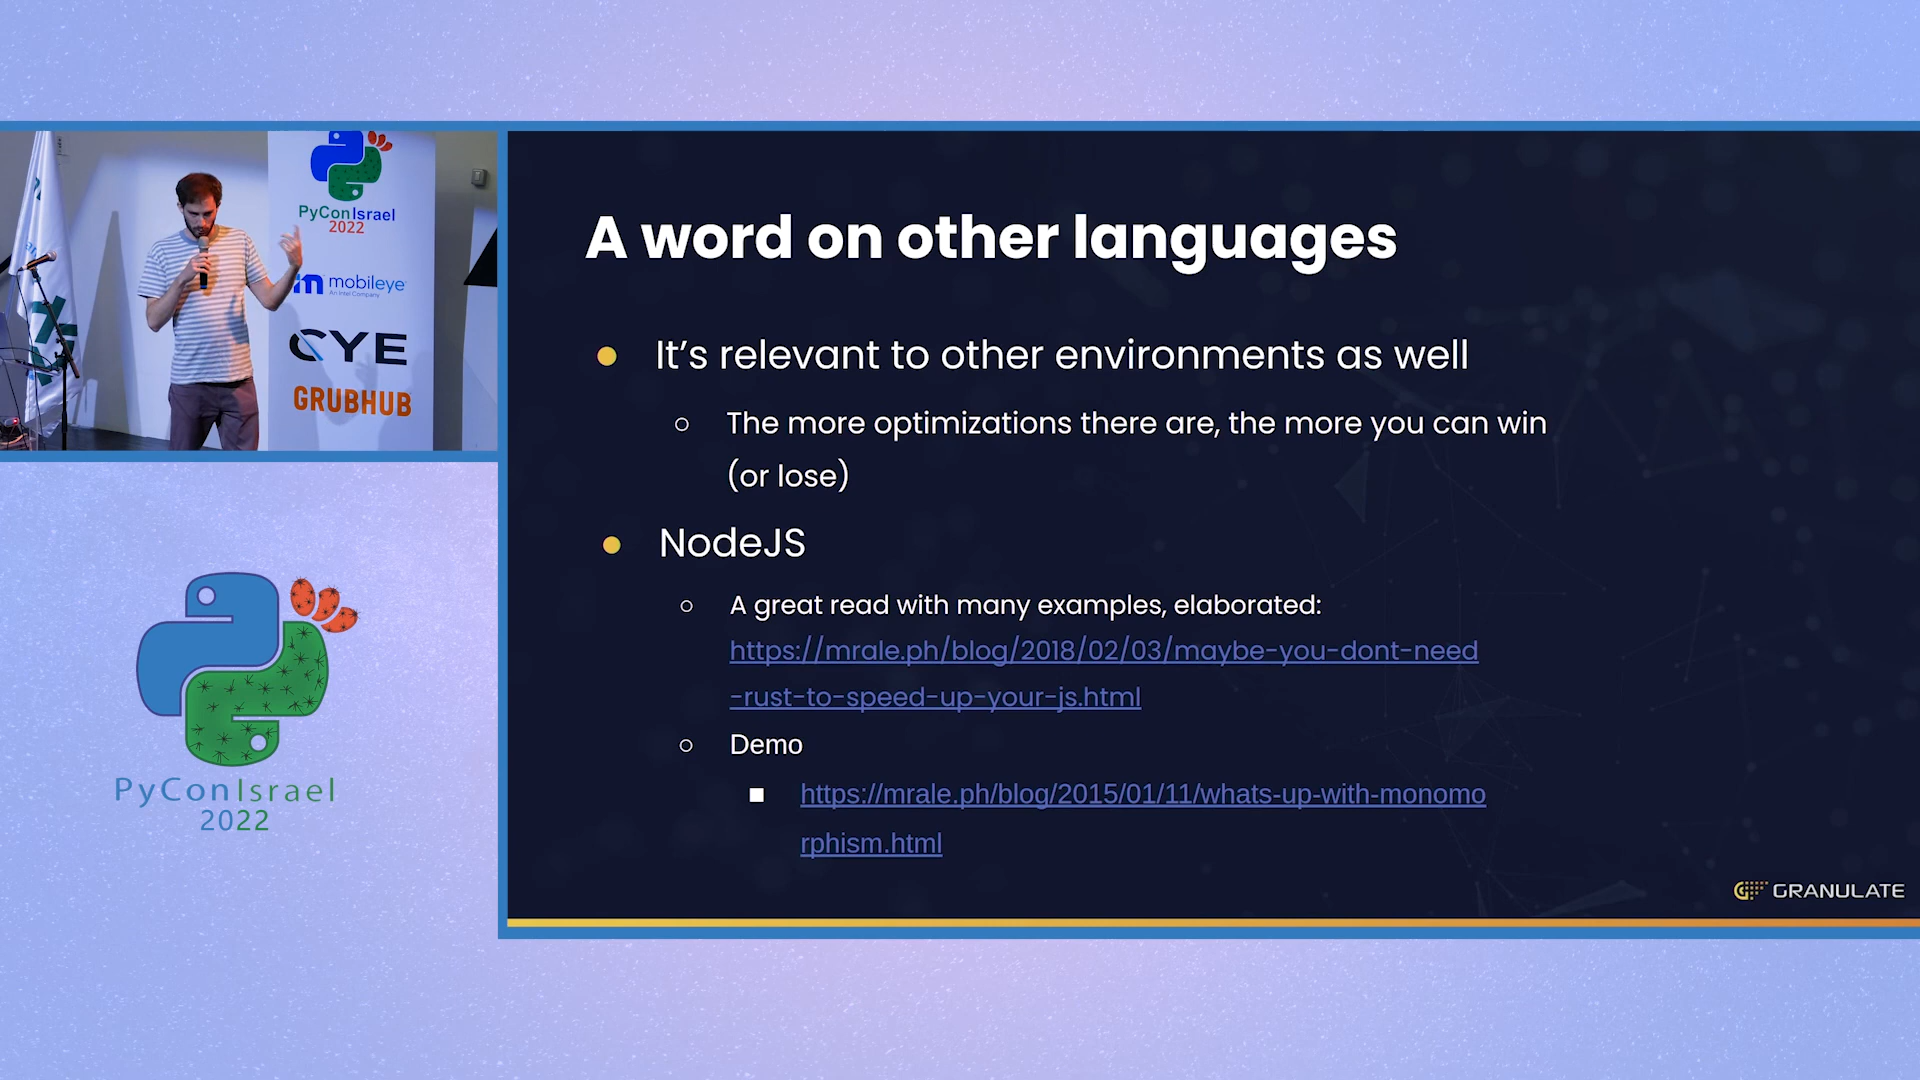 PyConIsrael
2022
mobileye
An Intel Company
CYE
GRUBHUB
PyConIsrael
2022
A word on other languages
It's relevant to other environments as well
The more optimizations there are, the more you can win
(or lose)
NodeJS
A great read with many examples, elaborated:
https://mrale.ph/blog/2018/02/03/maybe-you-dont-need
-rust-to-speed-up-your-js.html
Demo
https://mrale.ph/blog/2015/01/11/whats-up-with-monomo
rphism.html
GRANULATE